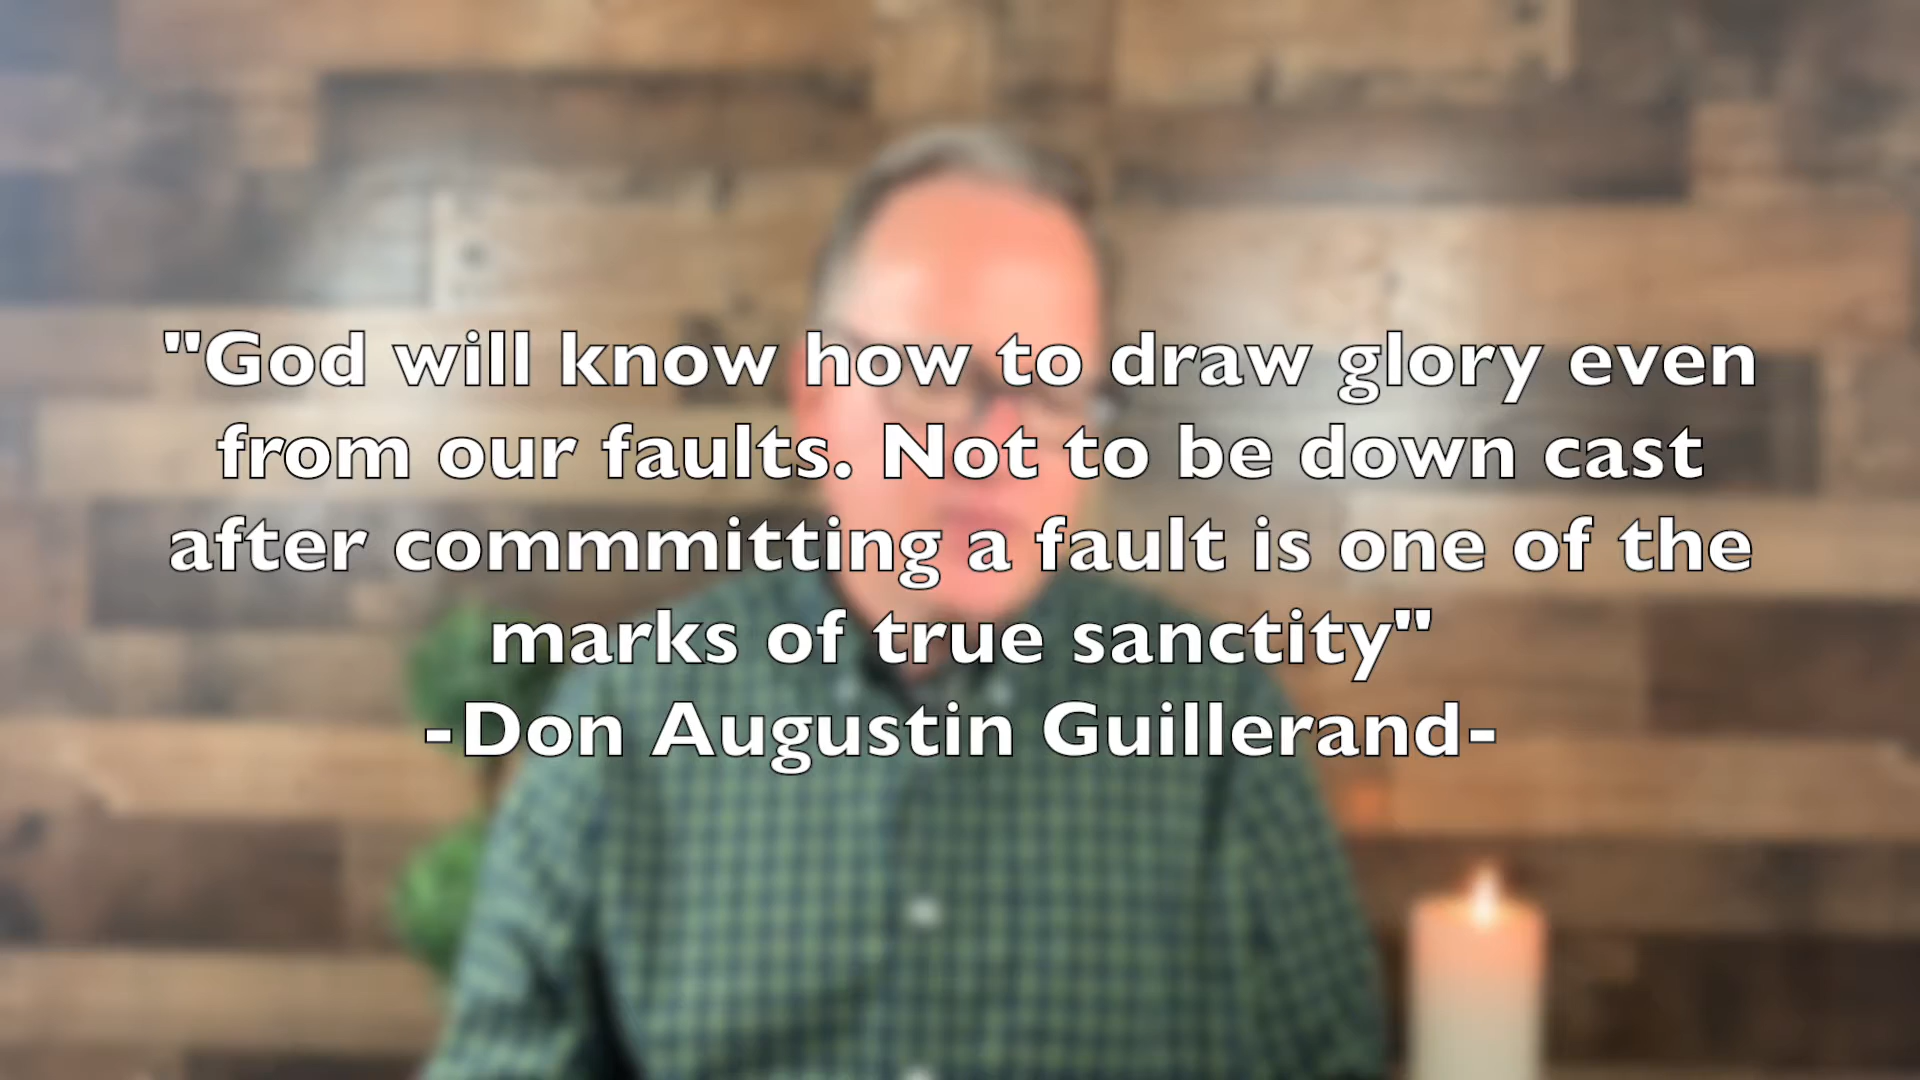 "God will know how to draw glory even
from our faults. Not to be down cast
after commmitting a fault is one of the
marks of true sanctity"
-Don Augustin Guillerand-